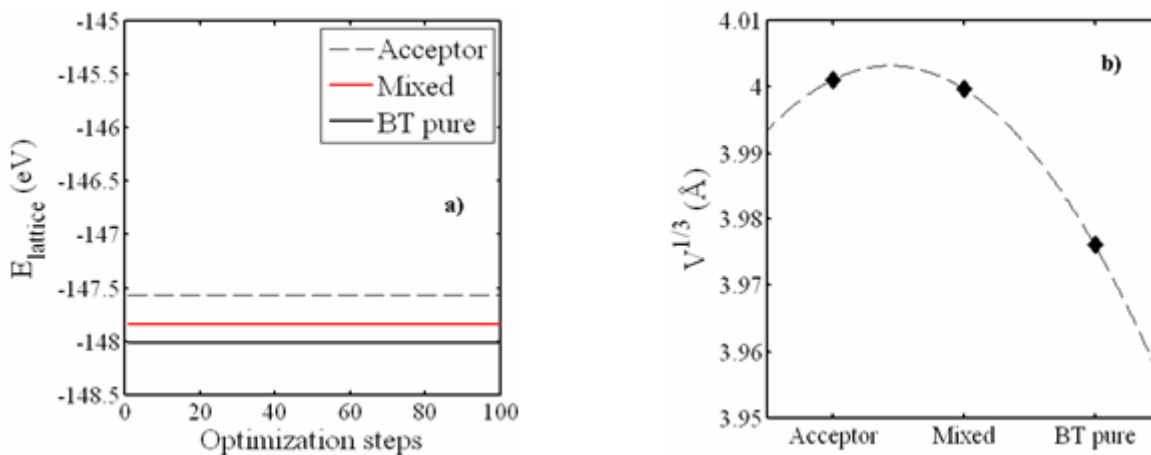 -145
-145.5
-146
-146.5
-147
-147.5
-148
-148.5
E_lattice (eV)
Acceptor
Mixed
BT pure
a)
0 20 40 60 80 100
Optimization steps
4.01
4
3.99
3.98
3.97
3.96
3.95
V^1/3 (Å)
b)
Acceptor Mixed BT pure